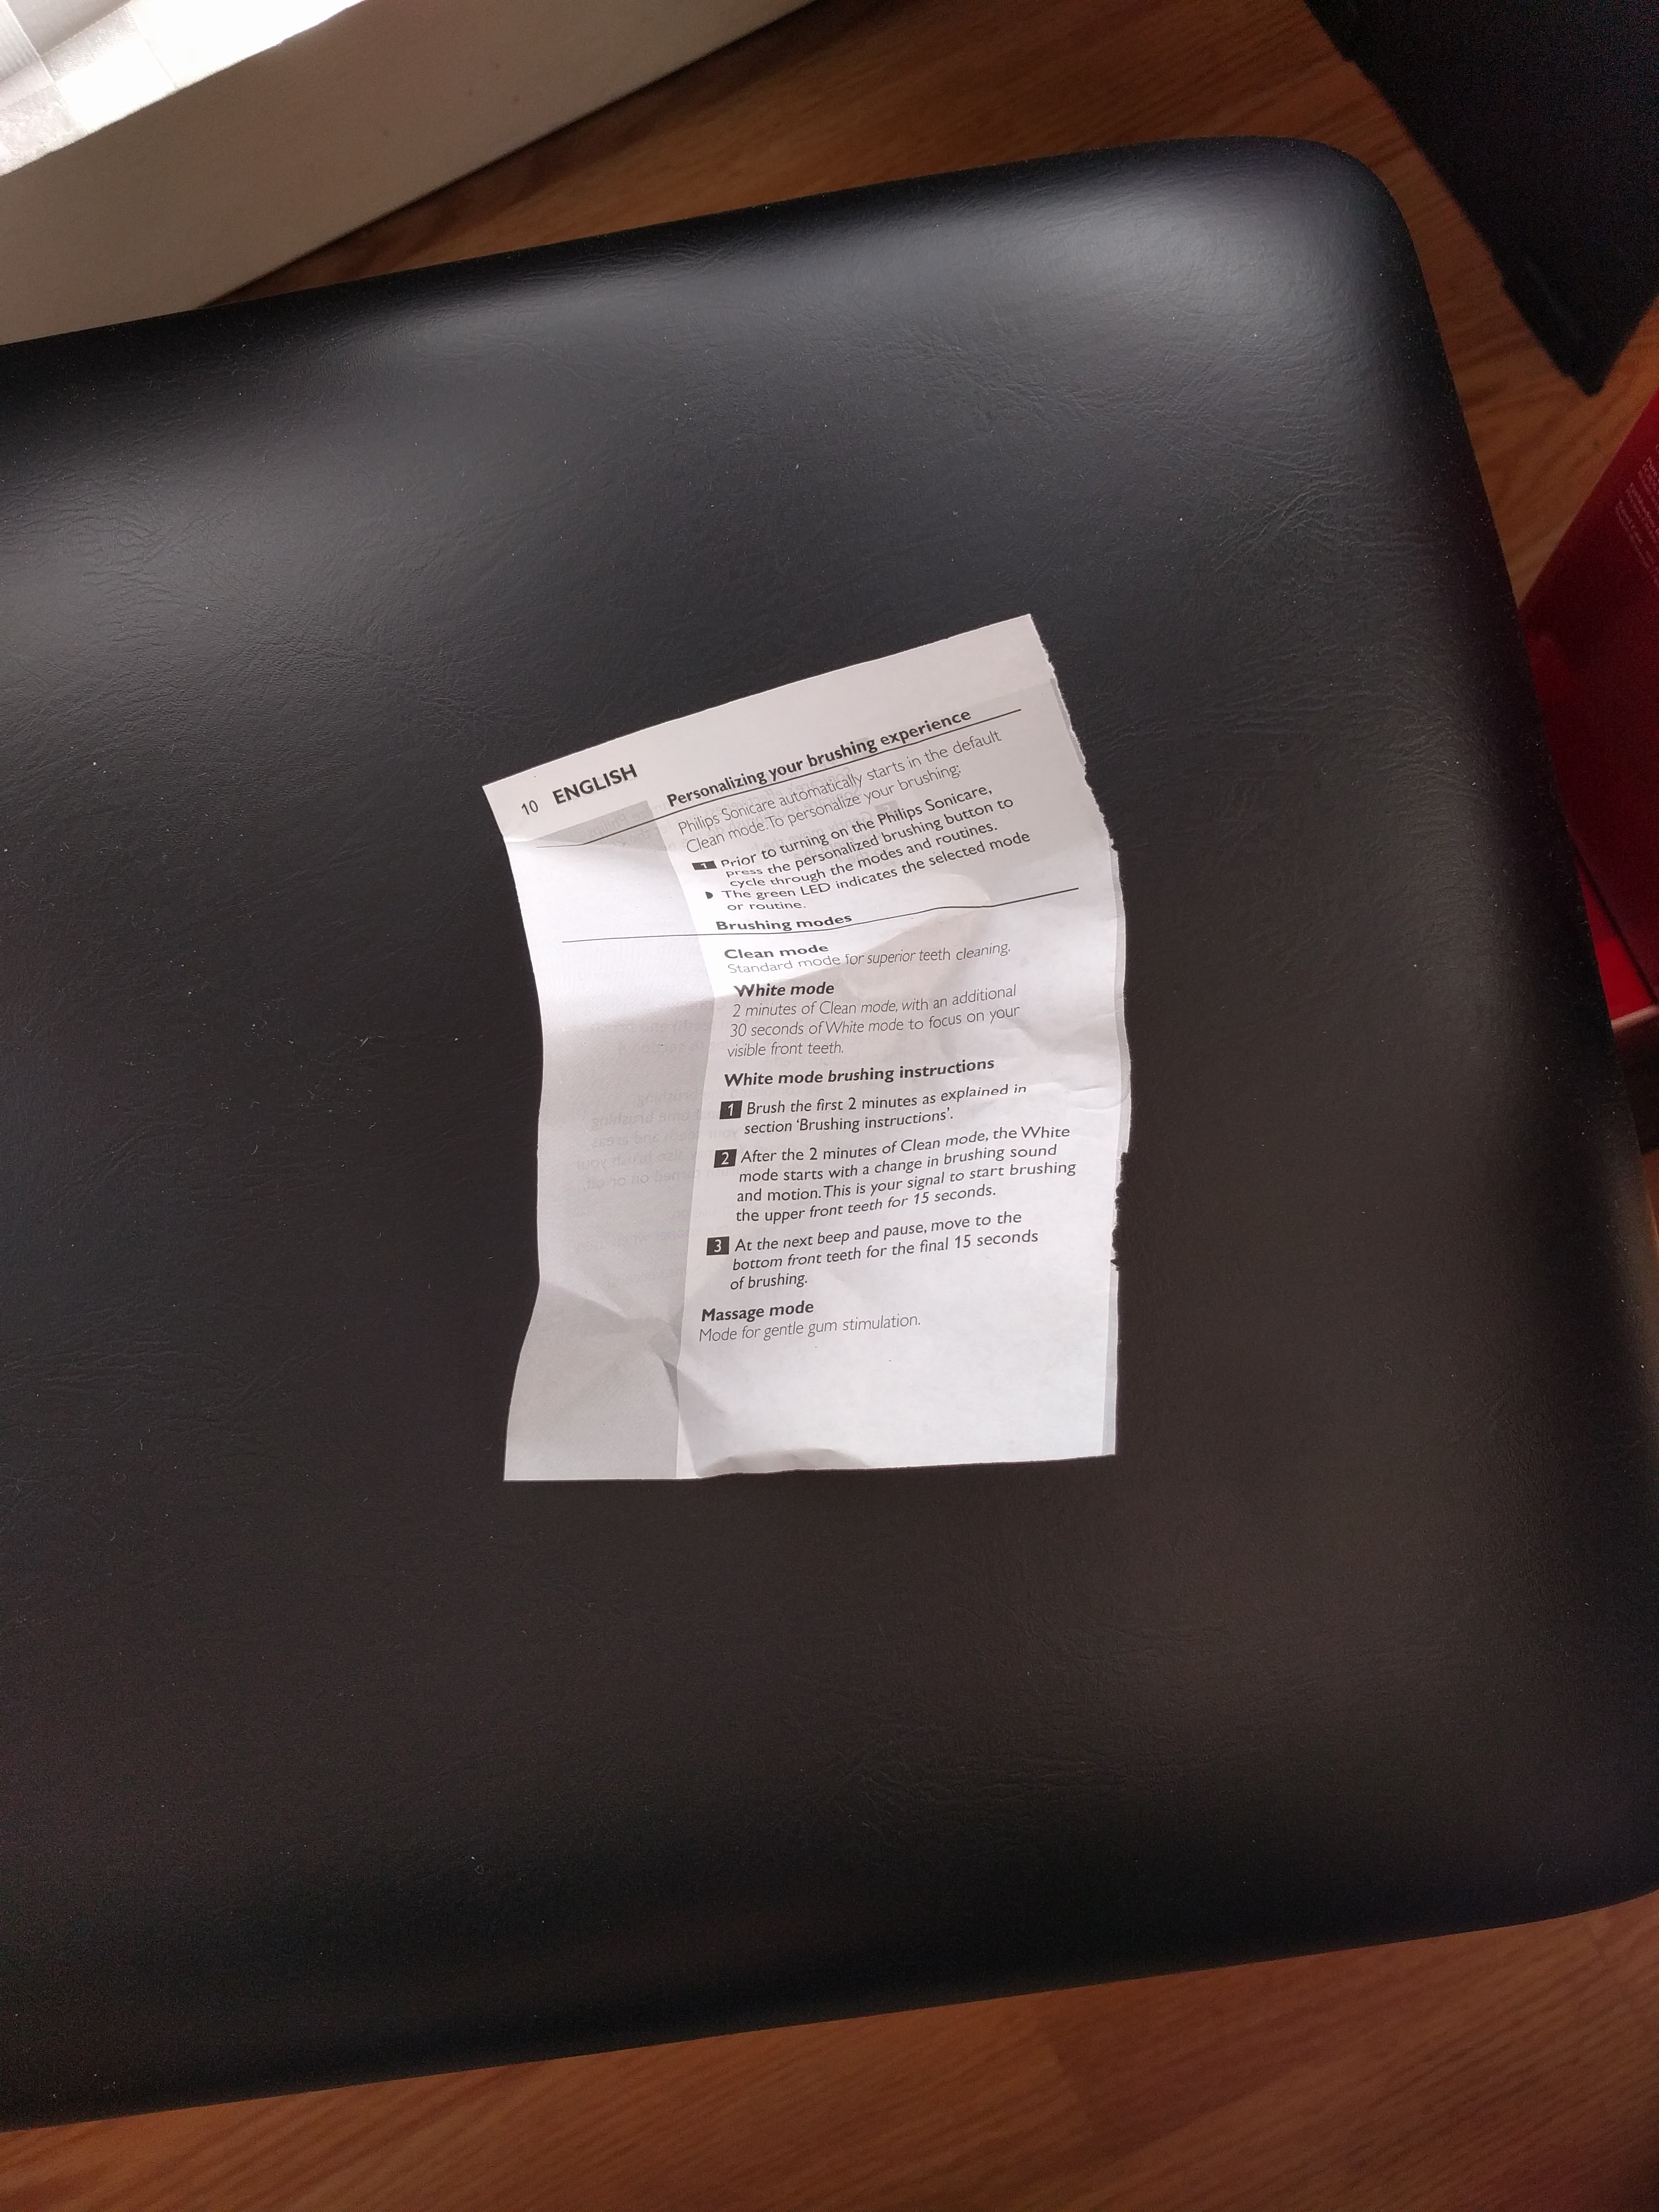 10 ENGLISH
Personalizing your brushing experience
Philips Sonicare automatically starts in the default
Clean mode. To personalize your brushing:
1 Prior to turning on the Philips Sonicare,
press the personalized brushing button to
cycle through the modes and routines.
The green LED indicates the selected mode
or routine.
Brushing modes
Clean mode
Standard mode for superior teeth cleaning.
White mode
2 minutes of Clean mode, with an additional
30 seconds of White mode to focus on your
visible front teeth.
White mode brushing instructions
1 Brush the first 2 minutes as explained in
section ‘Brushing instructions’.
2 After the 2 minutes of Clean mode, the White
mode starts with a change in brushing sound
and motion. This is your signal to start brushing
the upper front teeth for 15 seconds.
3 At the next beep and pause, move to the
bottom front teeth for the final 15 seconds
of brushing.
Massage mode
Mode for gentle gum stimulation.